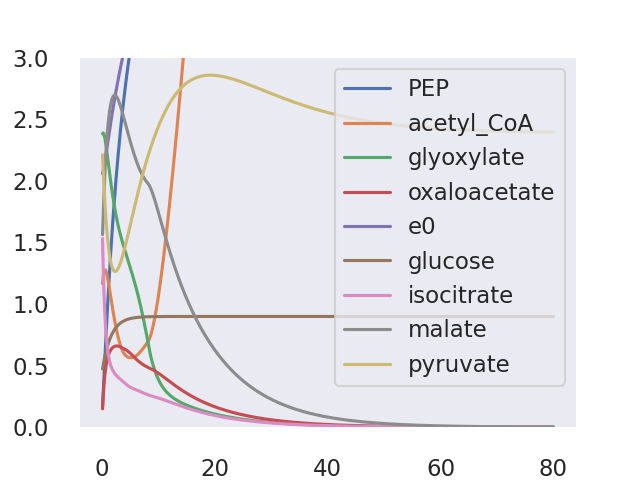 3.0
2.5
2.0
1.5
1.0
0.5
0.0
0 20 40 60 80
PEP
acetyl_CoA
glyoxylate
oxaloacetate
e0
glucose
isocitrate
malate
pyruvate